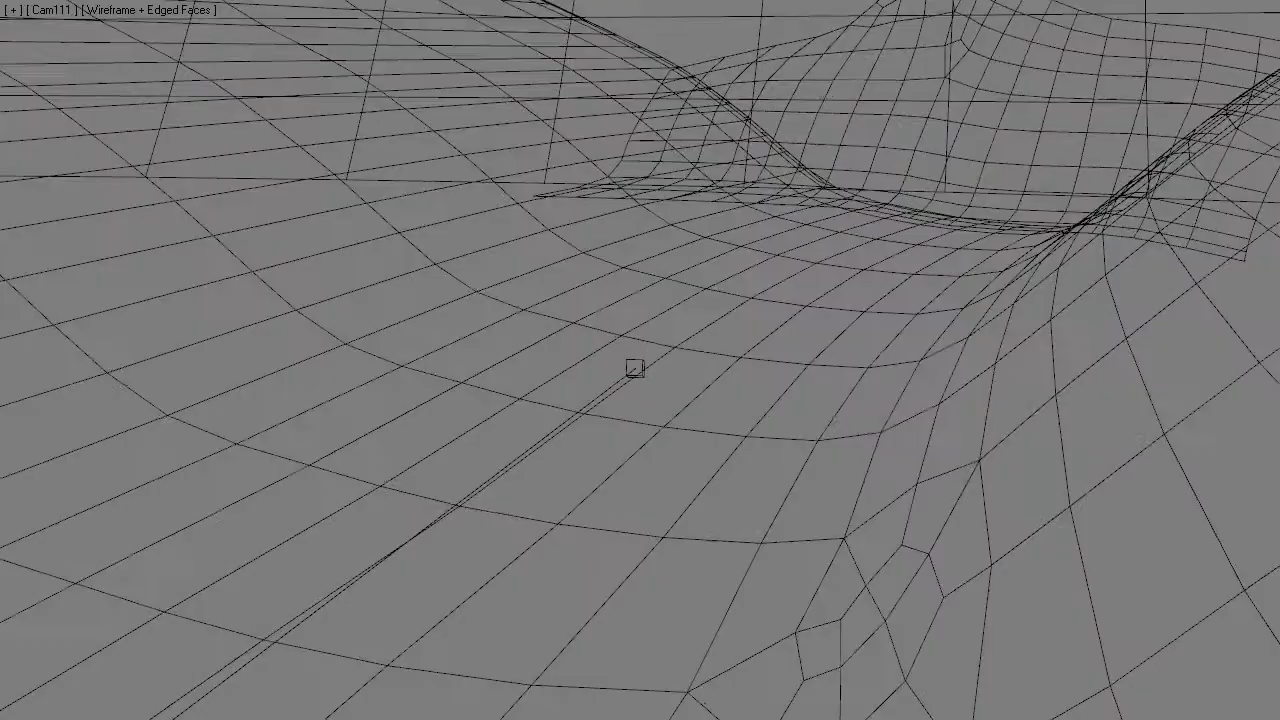 [ + ] [ Cam111 ] [ Wireframe + Edged Faces ]